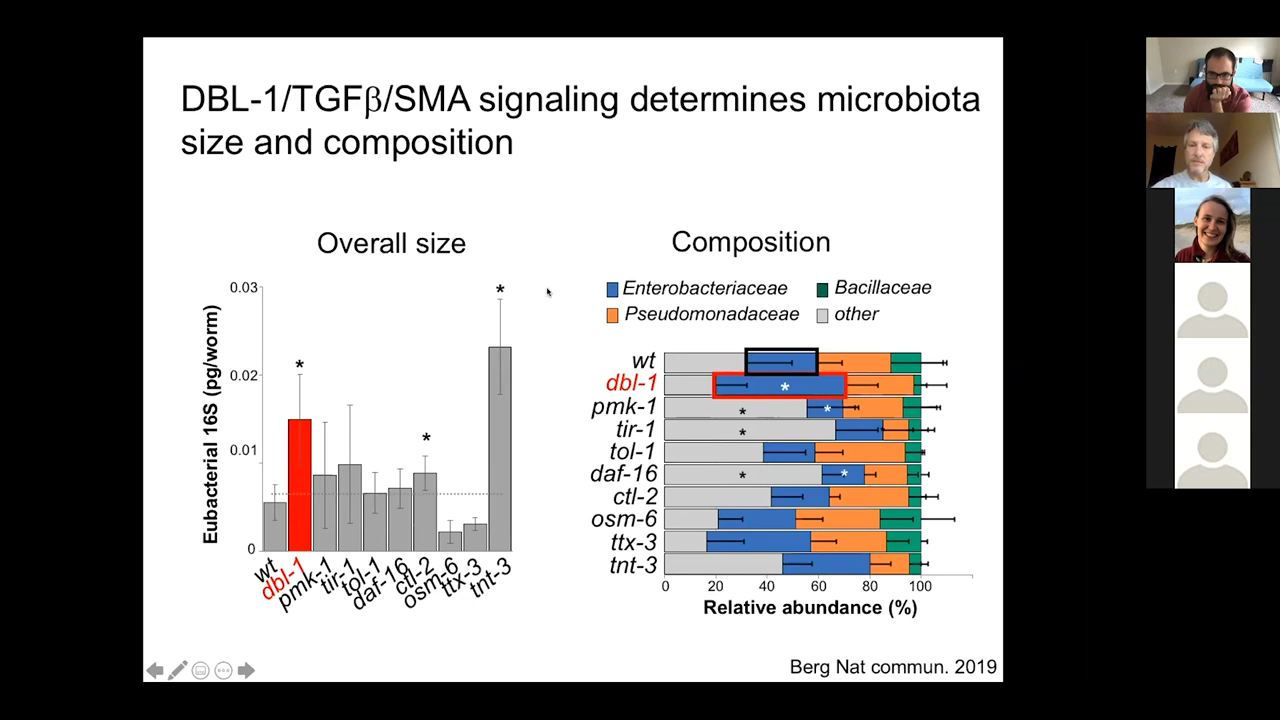 DBL-1/TGFβ/SMA signaling determines microbiota
size and composition
Overall size
Eubacterial 16S (pg/worm)
0.03
0.02
0.01
0
*
*
*
wt
dbl-1
pmk-1
tir-1
tol-1
daf-16
ctl-2
osm-6
ttx-3
tnt-3
Composition
Enterobacteriaceae
Bacillaceae
Pseudomonadaceae
other
wt
dbl-1 *
pmk-1 * *
tir-1 *
tol-1
daf-16 * *
ctl-2
osm-6
ttx-3
tnt-3
0 20 40 60 80 100
Relative abundance (%)
Berg Nat commun. 2019